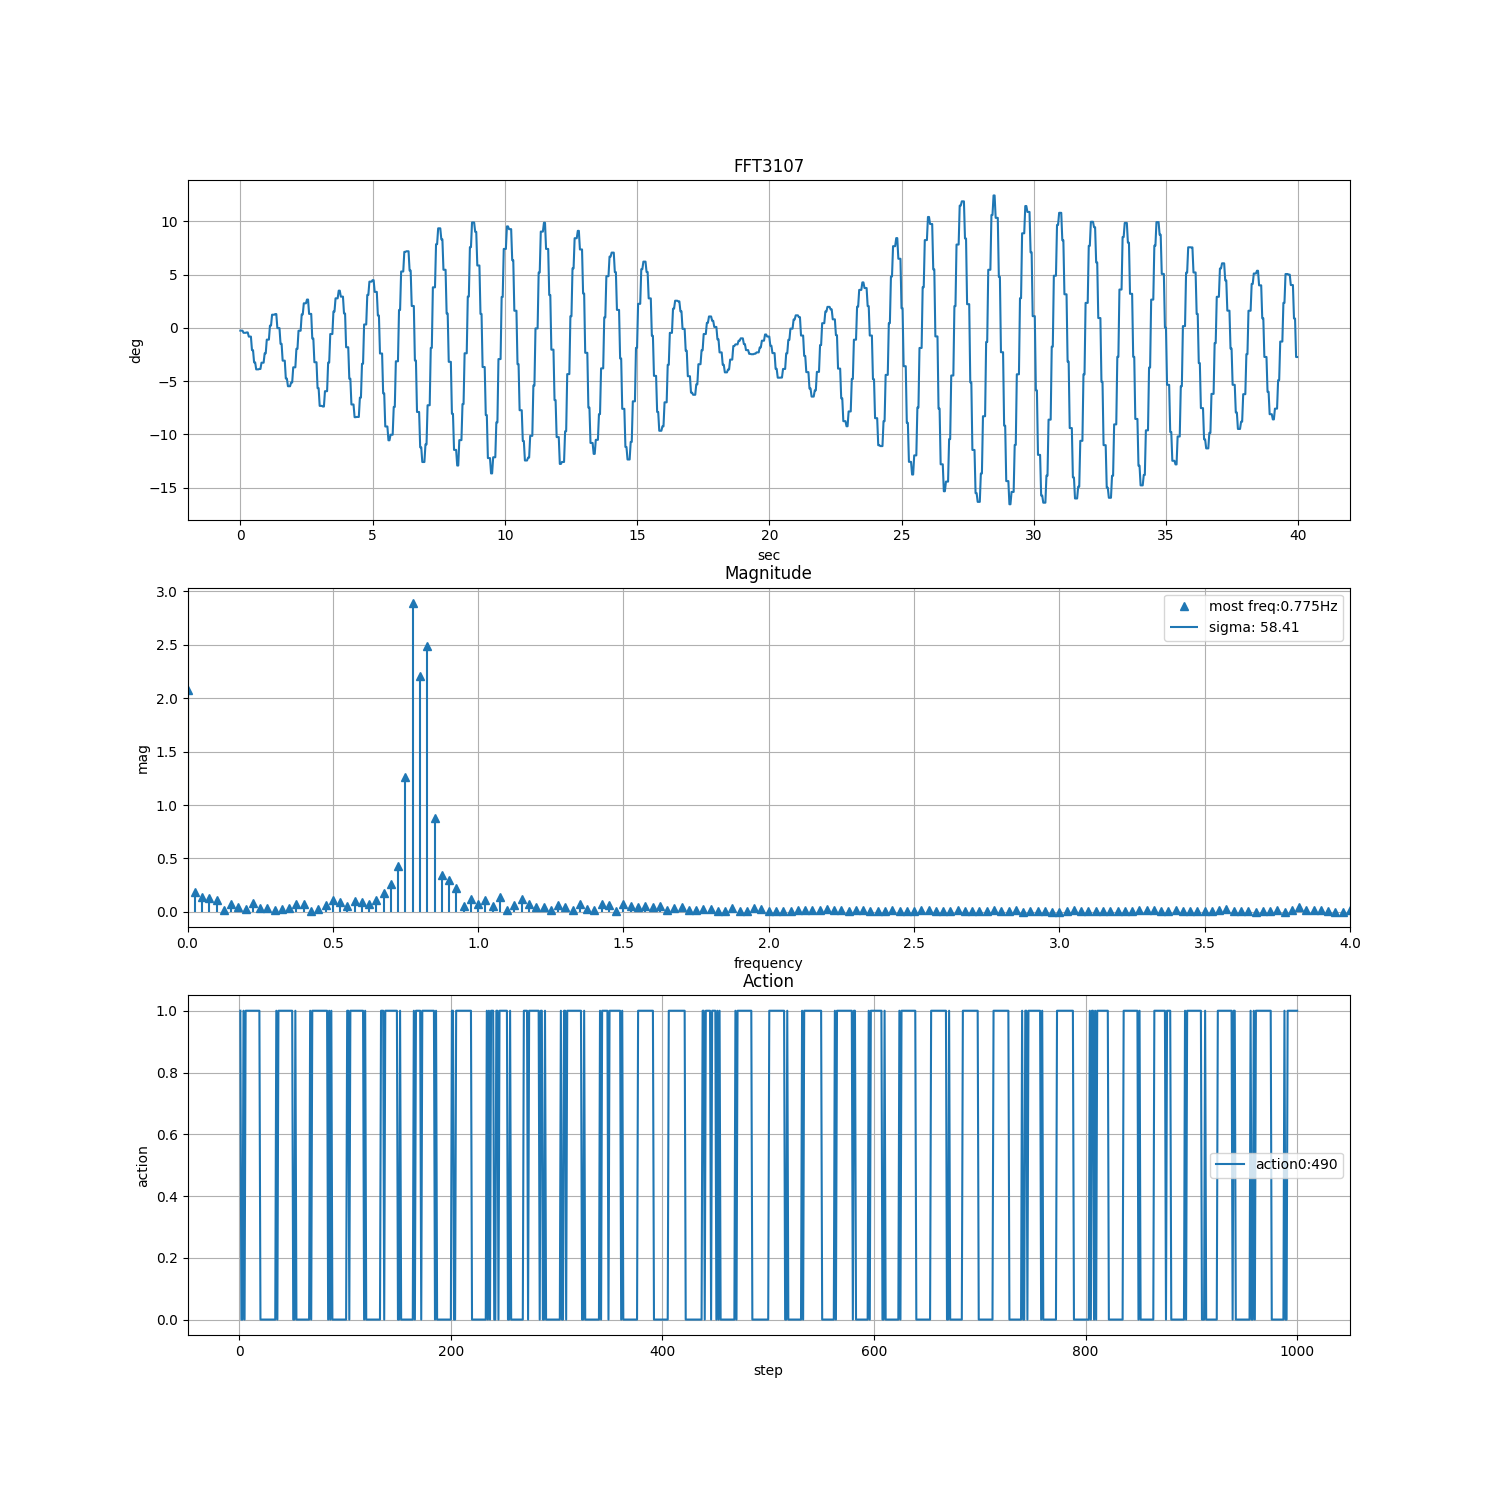 FFT3107
10
5
0
−5
−10
−15
deg
0 5 10 15 20 25 30 35 40
sec
Magnitude
3.0
2.5
2.0
1.5
1.0
0.5
0.0
mag
most freq:0.775Hz
sigma: 58.41
0.0 0.5 1.0 1.5 2.0 2.5 3.0 3.5 4.0
frequency
Action
1.0
0.8
0.6
0.4
0.2
0.0
action
action0:490
0 200 400 600 800 1000
step